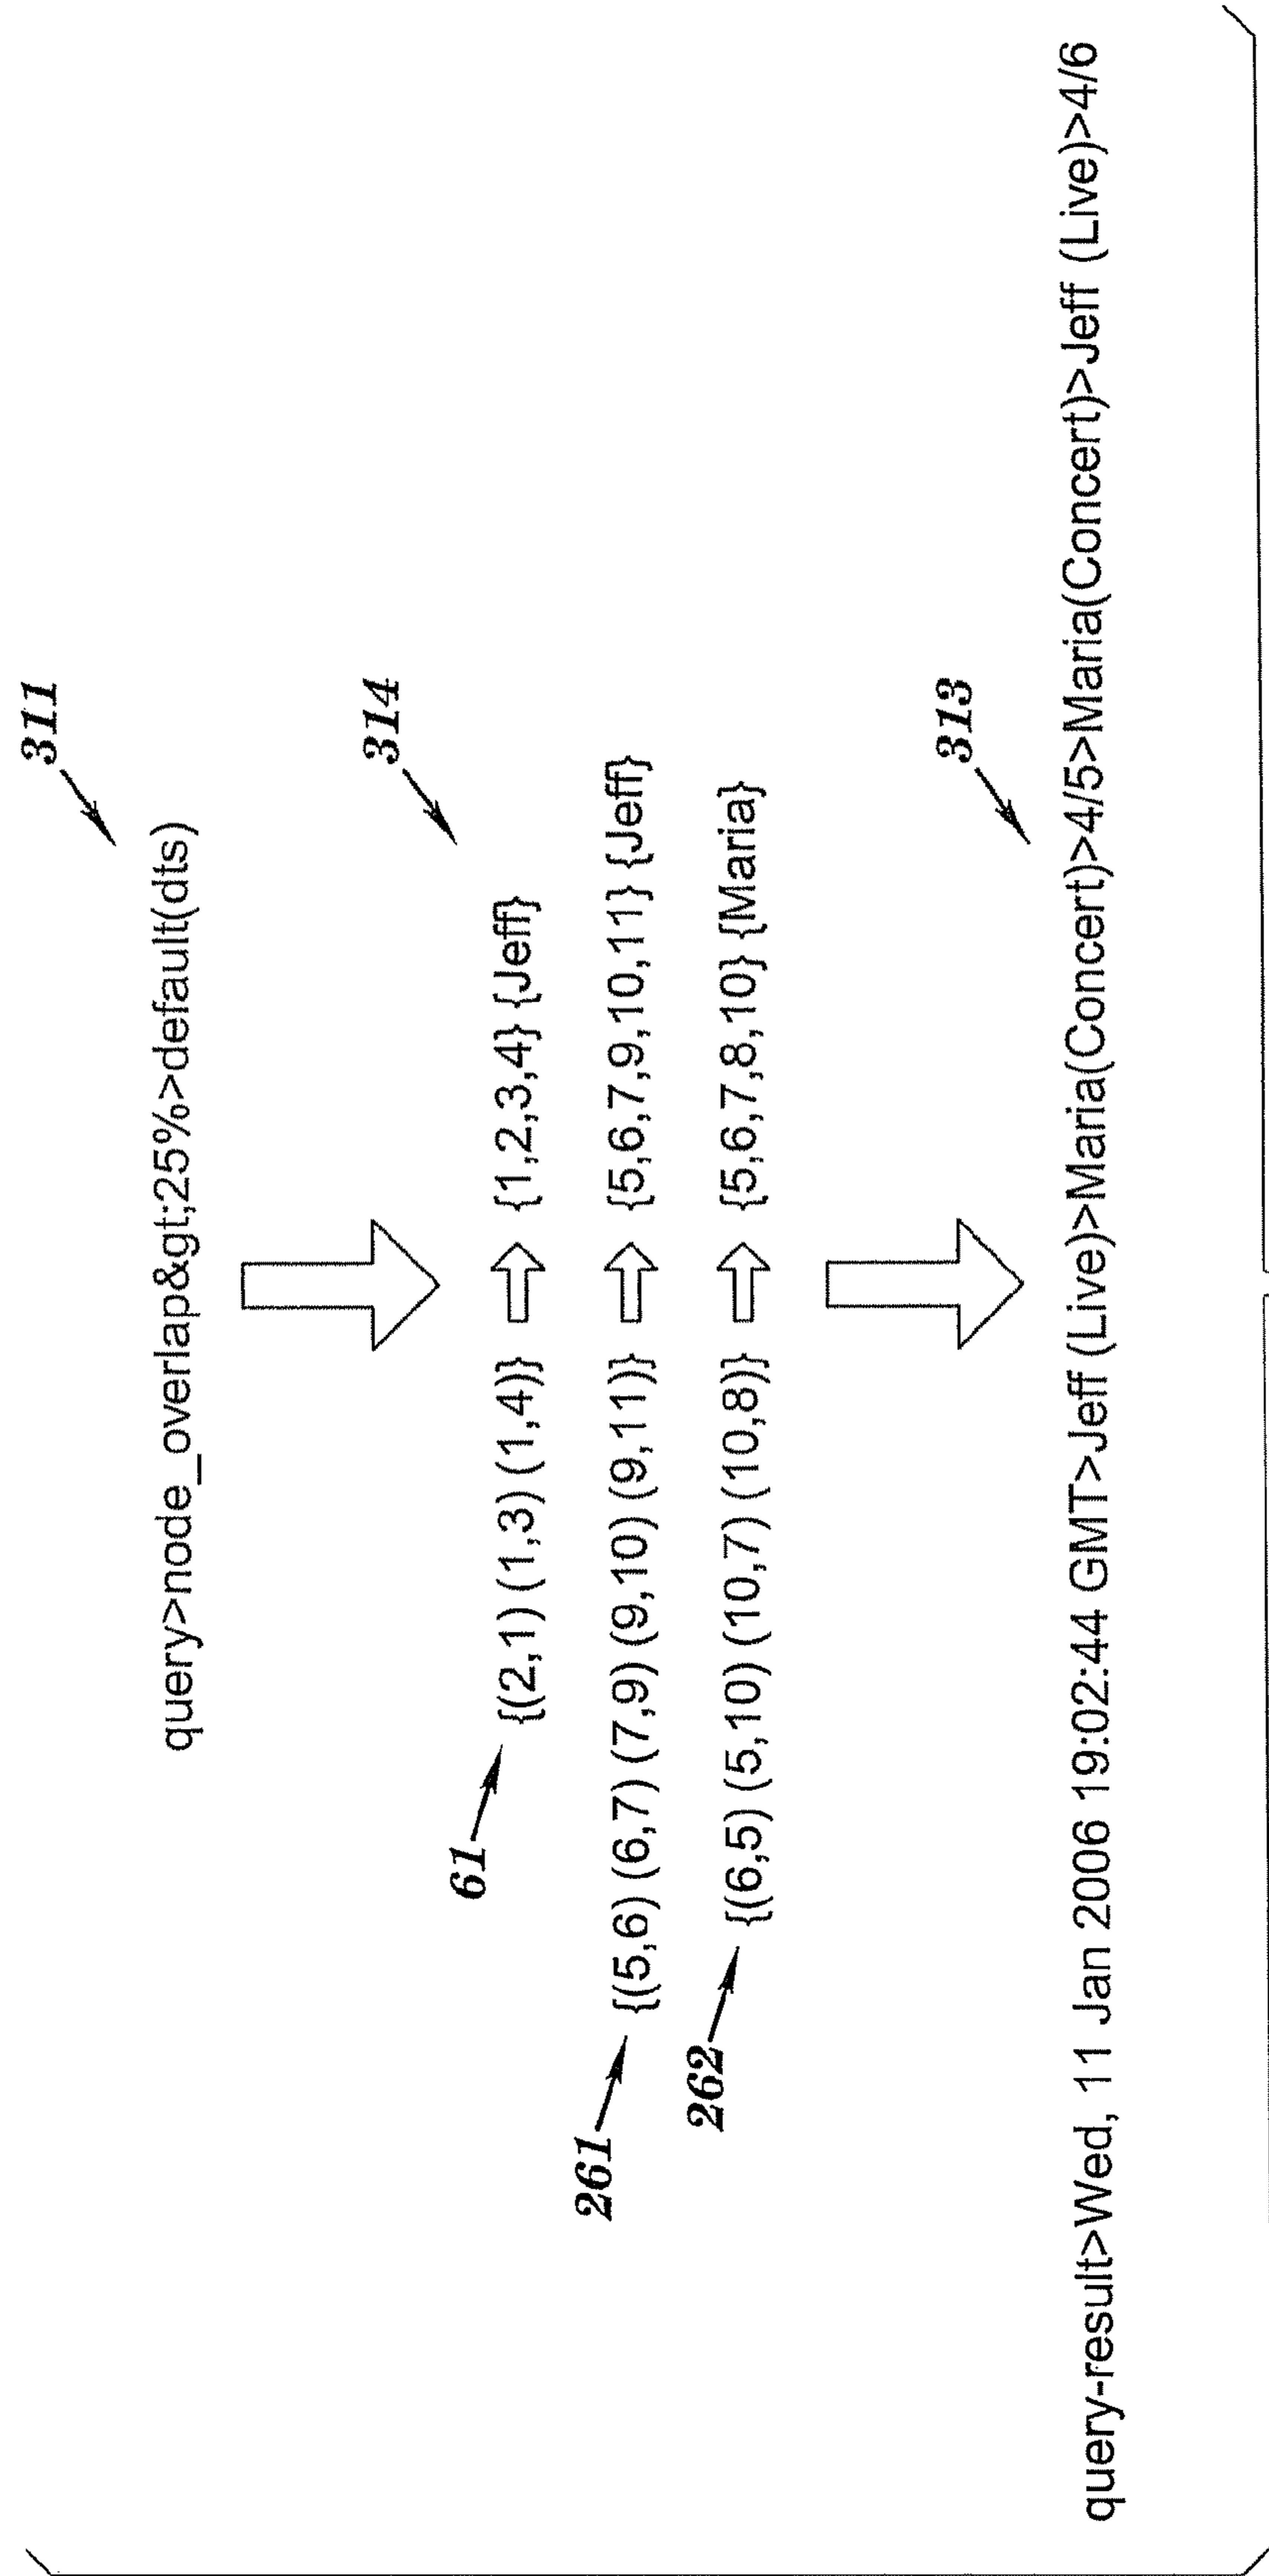 311
query>node_overlap&gt;25%>default(dts)
314
61
{(2,1) (1,3) (1,4)} {1,2,3,4} {Jeff}
261
{(5,6) (6,7) (7,9) (9,10) (9,11)} {5,6,7,9,10,11} {Jeff}
262
{(6,5) (5,10) (10,7) (10,8)} {5,6,7,8,10} {Maria}
313
query-result>Wed, 11 Jan 2006 19:02:44 GMT>Jeff (Live)>Maria(Concert)>4/5>Maria(Concert)>Jeff (Live)>4/6